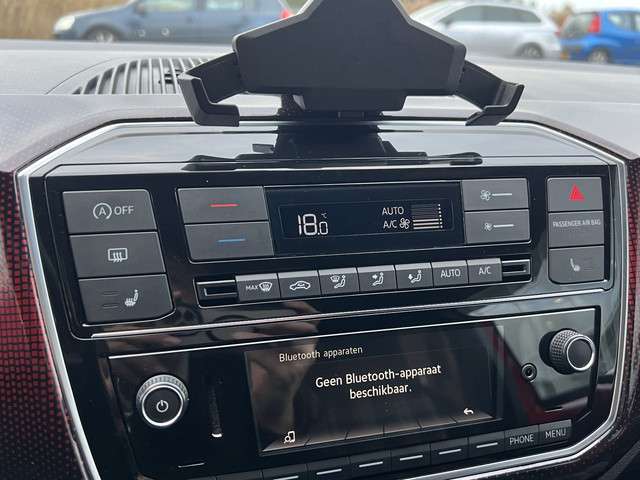 OFF
18.0 °C
AUTO
A/C
PASSENGER AIR BAG
MAX
AUTO
A/C
Bluetooth apparaten
Geen Bluetooth-apparaat
beschikbaar.
PHONE
MENU